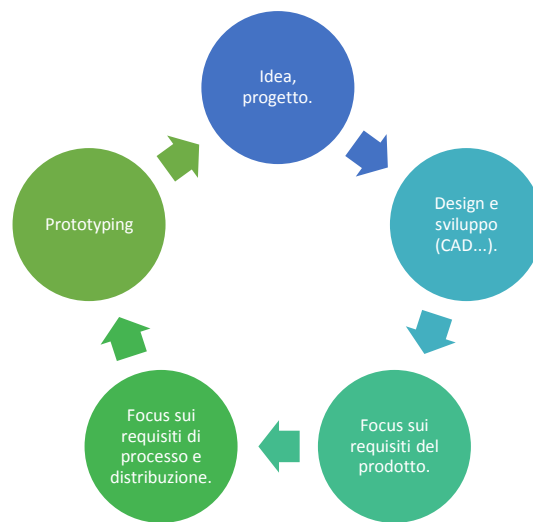 Idea,
progetto.
Design e
sviluppo
(CAD...).
Focus sui
requisiti del
prodotto.
Focus sui
requisiti di
processo e
distribuzione.
Prototyping